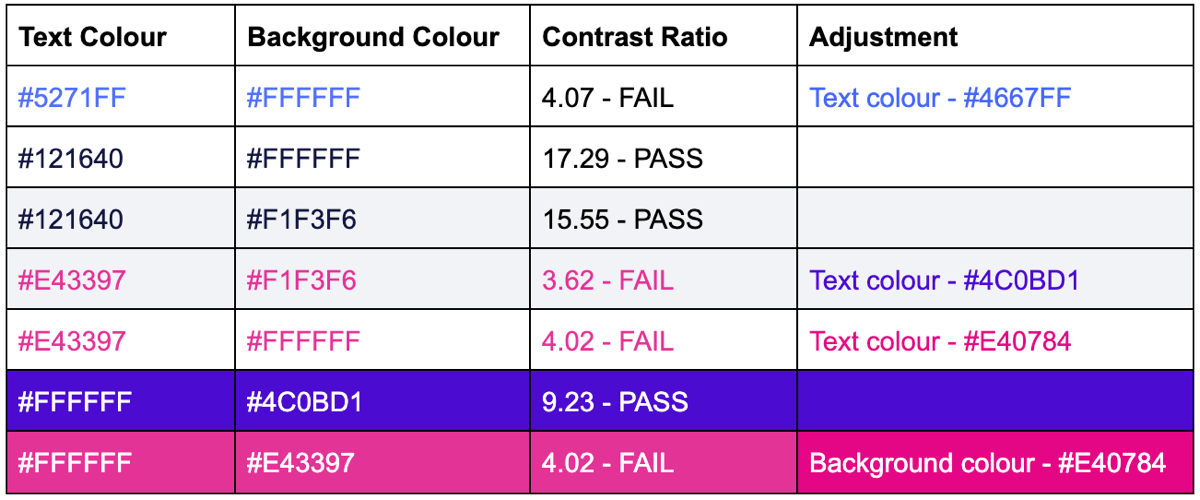 Text Colour Background Colour Contrast Ratio Adjustment
#5271FF #FFFFFF 4.07 - FAIL Text colour - #4667FF
#121640 #FFFFFF 17.29 - PASS
#121640 #F1F3F6 15.55 - PASS
#E43397 #F1F3F6 3.62 - FAIL Text colour - #4C0BD1
#E43397 #FFFFFF 4.02 - FAIL Text colour - #E40784
#FFFFFF #4C0BD1 9.23 - PASS
#FFFFFF #E43397 4.02 - FAIL Background colour - #E40784